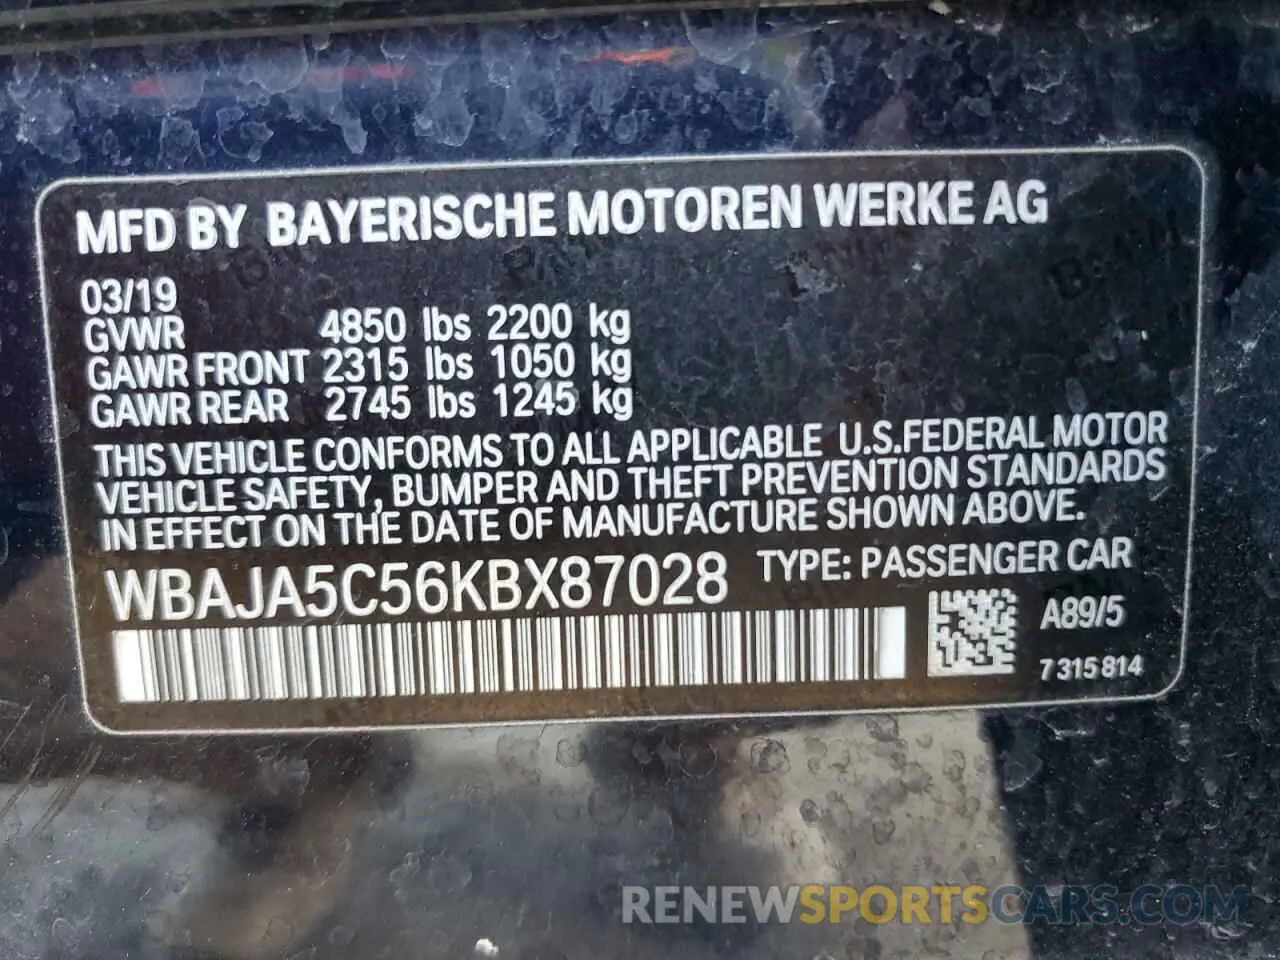 MFD BY BAYERISCHE MOTOREN WERKE AG
03/19
GVWR 4850 lbs 2200 kg
GAWR FRONT 2315 lbs 1050 kg
GAWR REAR 2745 lbs 1245 kg
THIS VEHICLE CONFORMS TO ALL APPLICABLE U.S.FEDERAL MOTOR
VEHICLE SAFETY, BUMPER AND THEFT PREVENTION STANDARDS
IN EFFECT ON THE DATE OF MANUFACTURE SHOWN ABOVE.
WBAJA5C56KBX87028 TYPE: PASSENGER CAR
A89/5
7 315 814
RENEWSPORTSCARS.COM